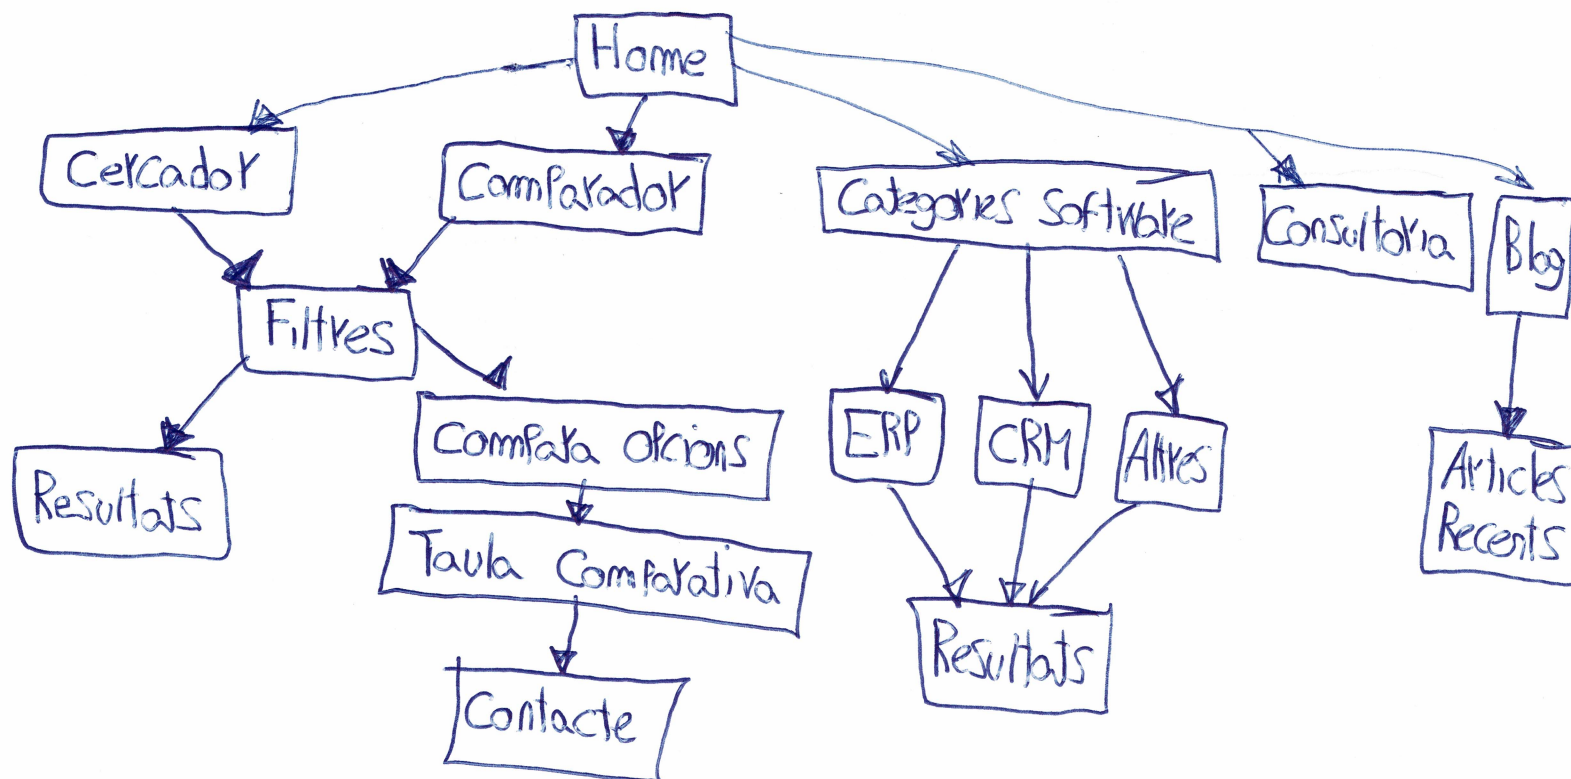 Home
Cercador
Comparador
Categories Software
Consultoria
Blog
Filtres
Compara opcions
ERP
CRM
Altres
Resultats
Articles
Recents
Taula Comparativa
Resultats
Contacte